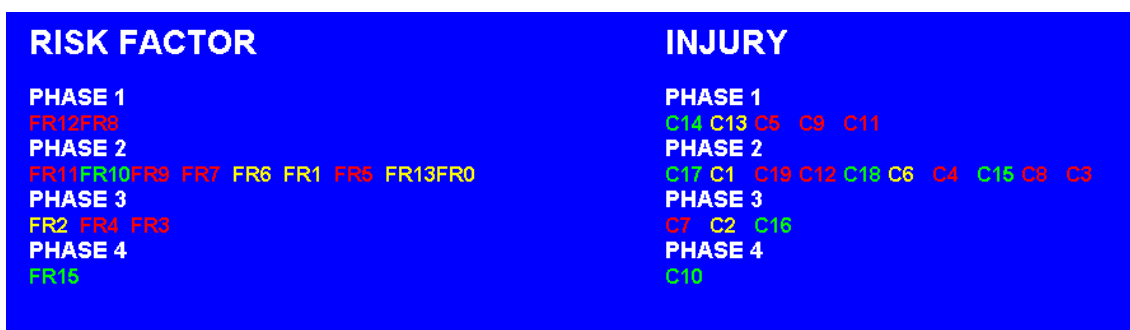 RISK FACTOR
PHASE 1
FR12FR8
PHASE 2
FR11FR10FR9 FR7 FR6 FR1 FR5 FR13FR0
PHASE 3
FR2 FR4 FR3
PHASE 4
FR15
INJURY
PHASE 1
C14 C13 C5 C9 C11
PHASE 2
C17 C1 C19 C12 C18 C6 C4 C15 C8 C3
PHASE 3
C7 C2 C16
PHASE 4
C10